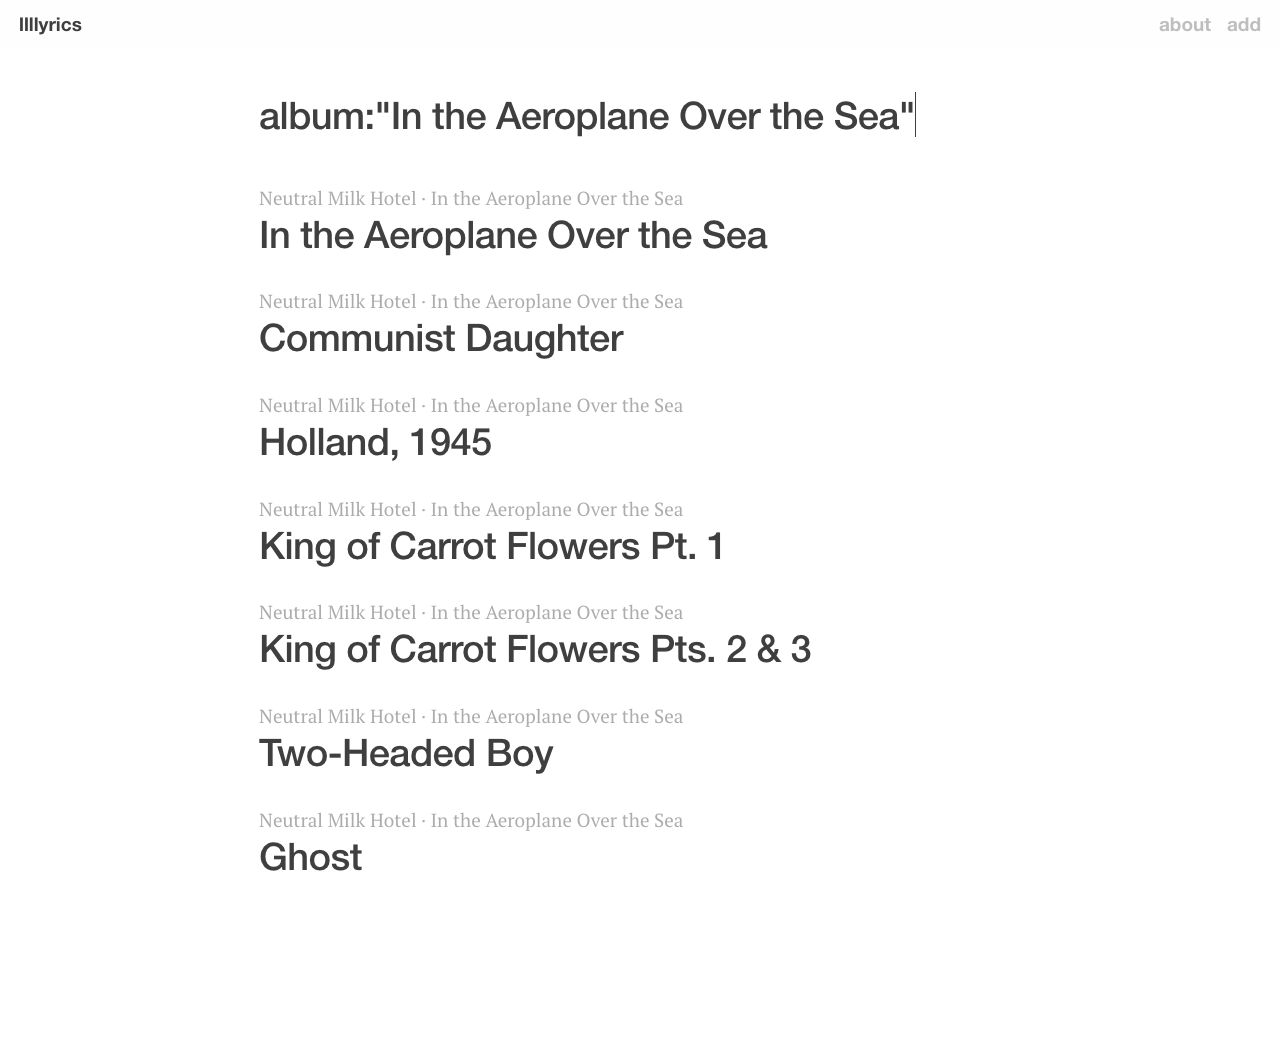 llllyrics
about add
album:"In the Aeroplane Over the Sea"
Neutral Milk Hotel · In the Aeroplane Over the Sea
In the Aeroplane Over the Sea
Neutral Milk Hotel · In the Aeroplane Over the Sea
Communist Daughter
Neutral Milk Hotel · In the Aeroplane Over the Sea
Holland, 1945
Neutral Milk Hotel · In the Aeroplane Over the Sea
King of Carrot Flowers Pt. 1
Neutral Milk Hotel · In the Aeroplane Over the Sea
King of Carrot Flowers Pts. 2 & 3
Neutral Milk Hotel · In the Aeroplane Over the Sea
Two-Headed Boy
Neutral Milk Hotel · In the Aeroplane Over the Sea
Ghost